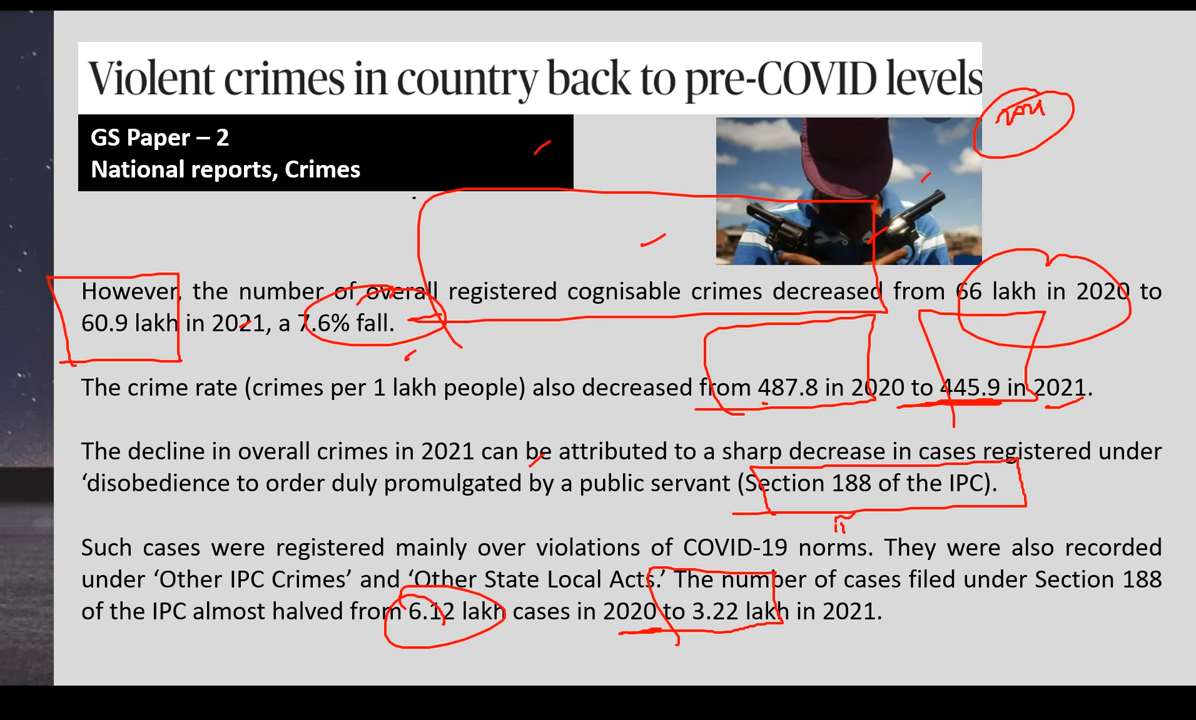 Violent crimes in country back to pre-COVID levels
GS Paper – 2
National reports, Crimes
However, the number of overall registered cognisable crimes decreased from 66 lakh in 2020 to
60.9 lakh in 2021, a 7.6% fall.
The crime rate (crimes per 1 lakh people) also decreased from 487.8 in 2020 to 445.9 in 2021.
The decline in overall crimes in 2021 can be attributed to a sharp decrease in cases registered under
‘disobedience to order duly promulgated by a public servant (Section 188 of the IPC).
Such cases were registered mainly over violations of COVID-19 norms. They were also recorded
under ‘Other IPC Crimes’ and ‘Other State Local Acts.’ The number of cases filed under Section 188
of the IPC almost halved from 6.12 lakh cases in 2020 to 3.22 lakh in 2021.